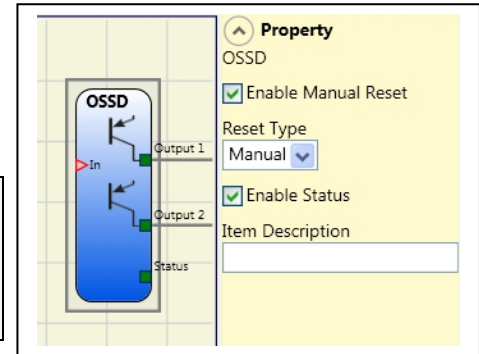 OSSD
In
Output 1
Output 2
Status
Property
OSSD
Enable Manual Reset
Reset Type
Manual
Enable Status
Item Description